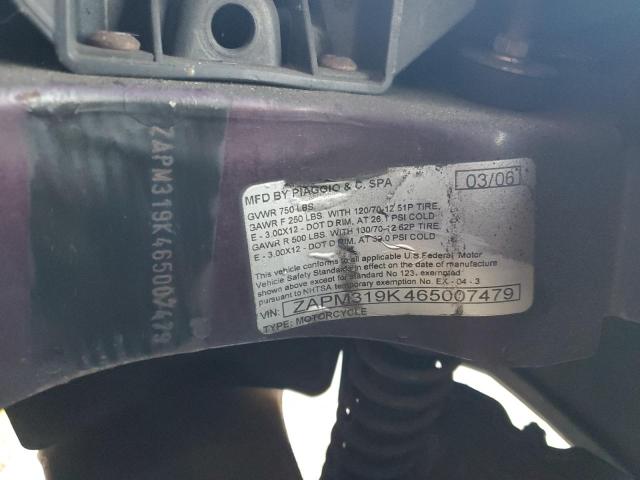 ZAPM319K465007479
MFD BY PIAGGIO & C. SPA
03/06
GVWR 750 LBS.
GAWR F 250 LBS. WITH 120/70-12 51P TIRE,
E - 3.00X12 - DOT D RIM, AT 26.1 PSI COLD
GAWR R 500 LBS. WITH 130/70-12 62P TIRE,
E - 3.00X12 - DOT D RIM, AT PSI COLD
This vehicle conforms to all applicable U.S.Federal Motor
Vehicle Safety Standards in effect on the date of manufacture
shown above except for Standard No 123, exempted
pursuant to NHTSA temporary exemption No. EX - 04 - 3
VIN: ZAPM319K465007479
TYPE: MOTORCYCLE